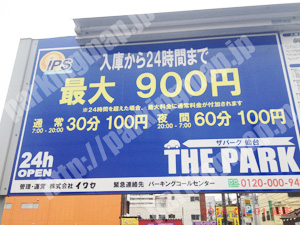 IPS
入庫から24時間まで
最大 900円
※24時間を超えた場合、最大料金に通常料金が付加されます
通常 30分 100円 夜間 60分 100円
7:00 - 20:00 20:00 - 7:00
ザパーク 仙台
24h THE PARK
OPEN
管理・運営 株式会社イワサ 緊急連絡先 パーキングコールセンター 0120-000-94